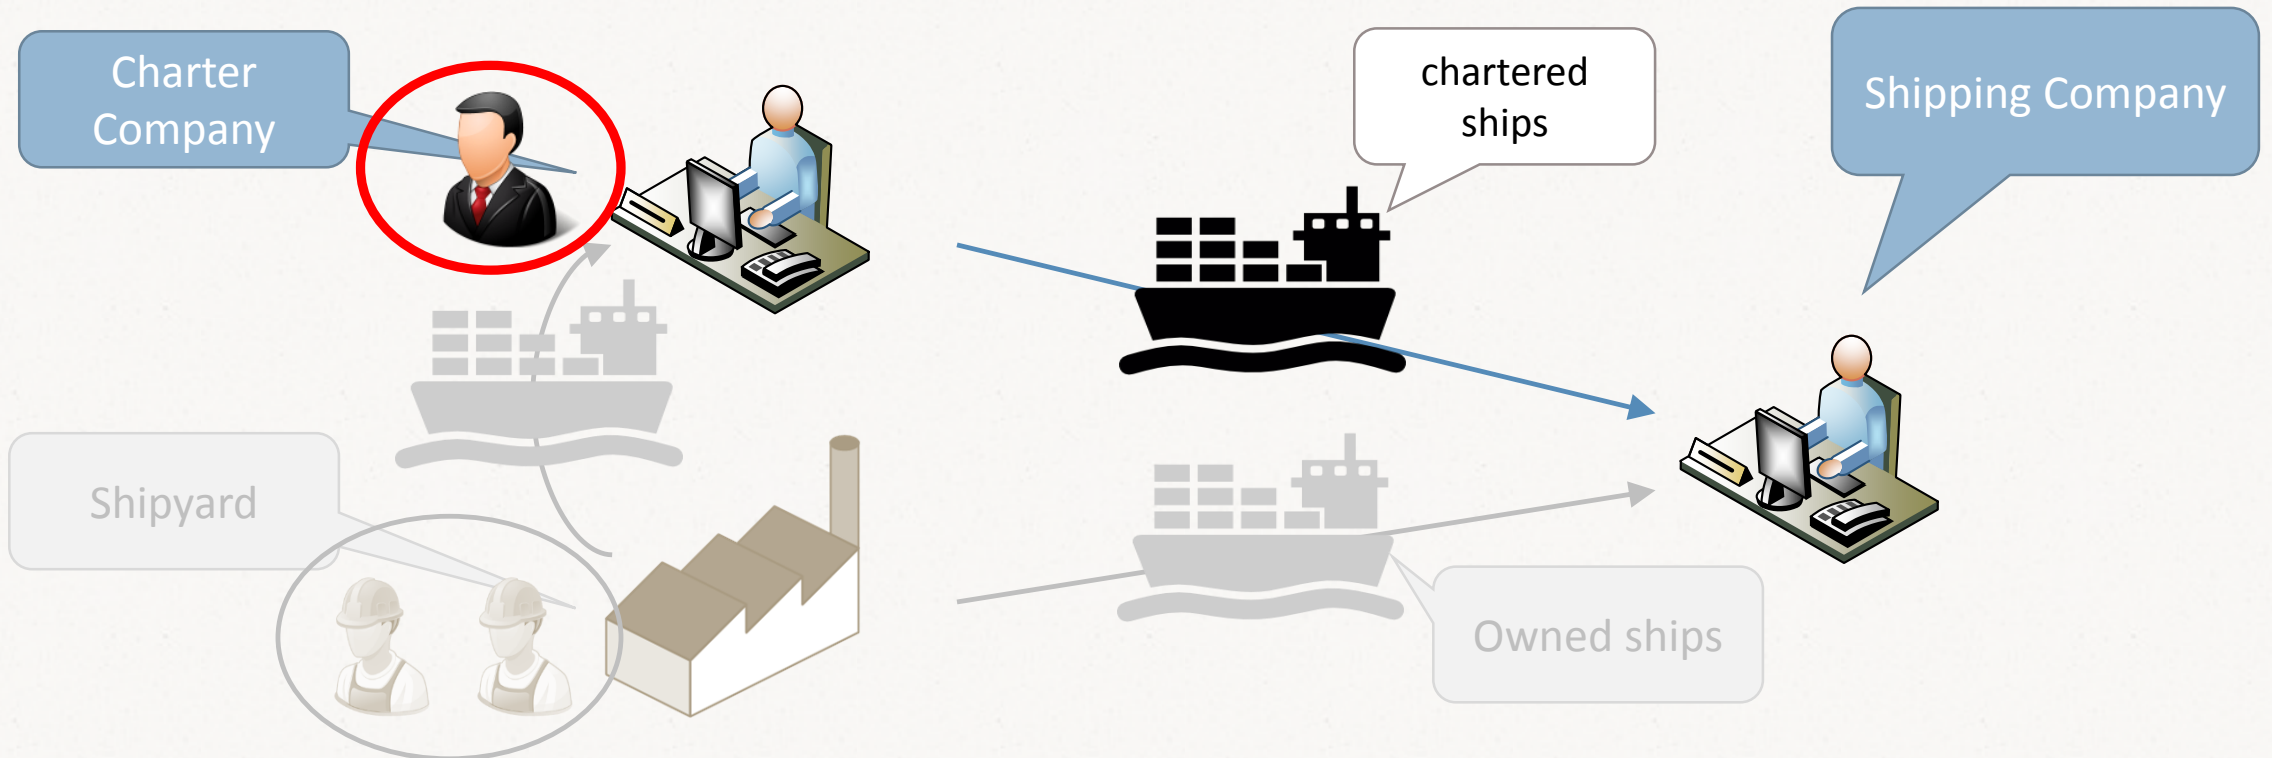 Charter
Company
chartered
ships
Shipping Company
Shipyard
Owned ships